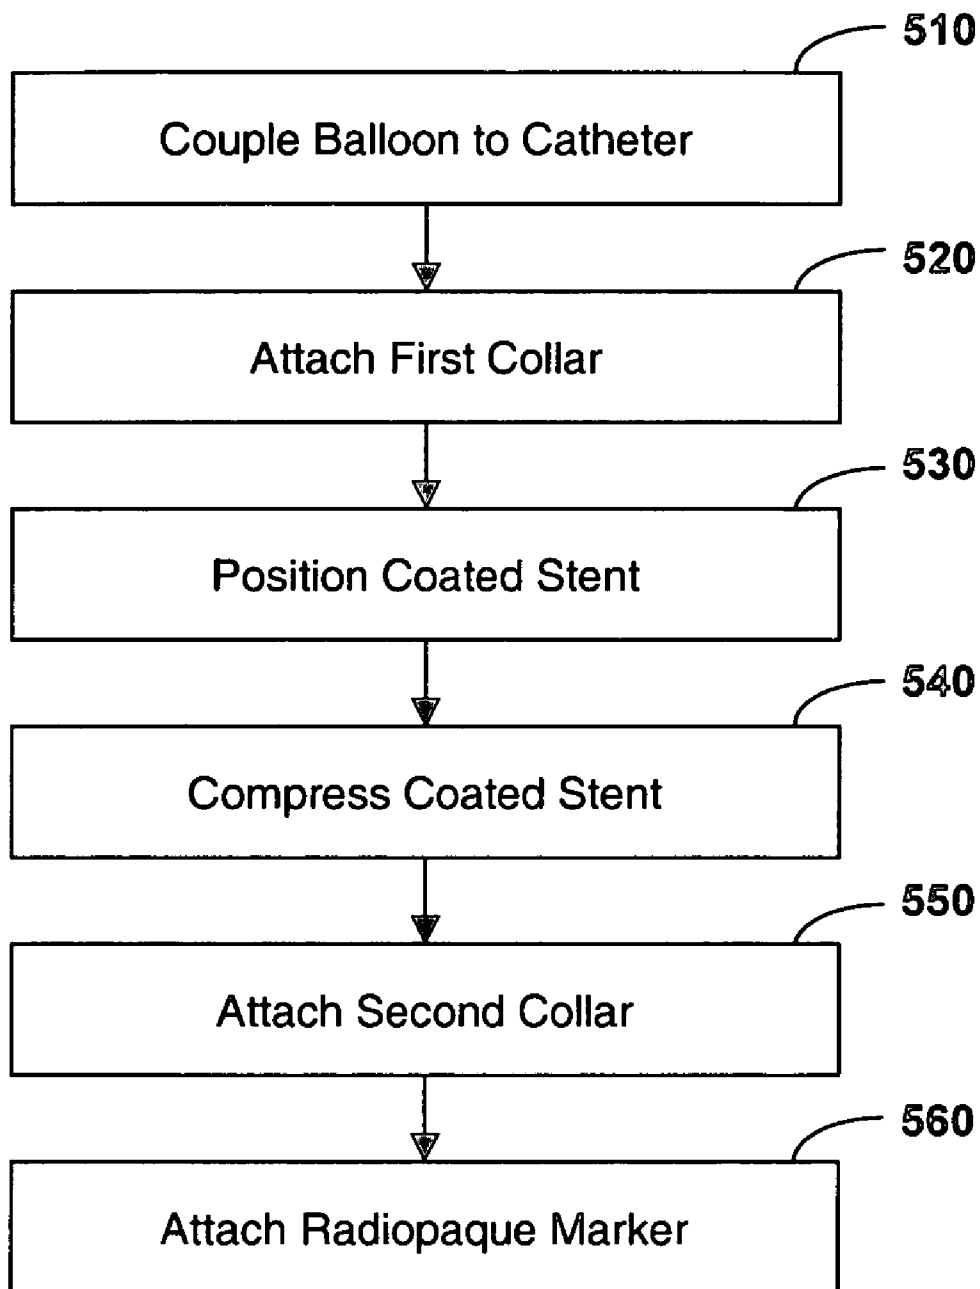 510
Couple Balloon to Catheter
520
Attach First Collar
530
Position Coated Stent
540
Compress Coated Stent
550
Attach Second Collar
560
Attach Radiopaque Marker